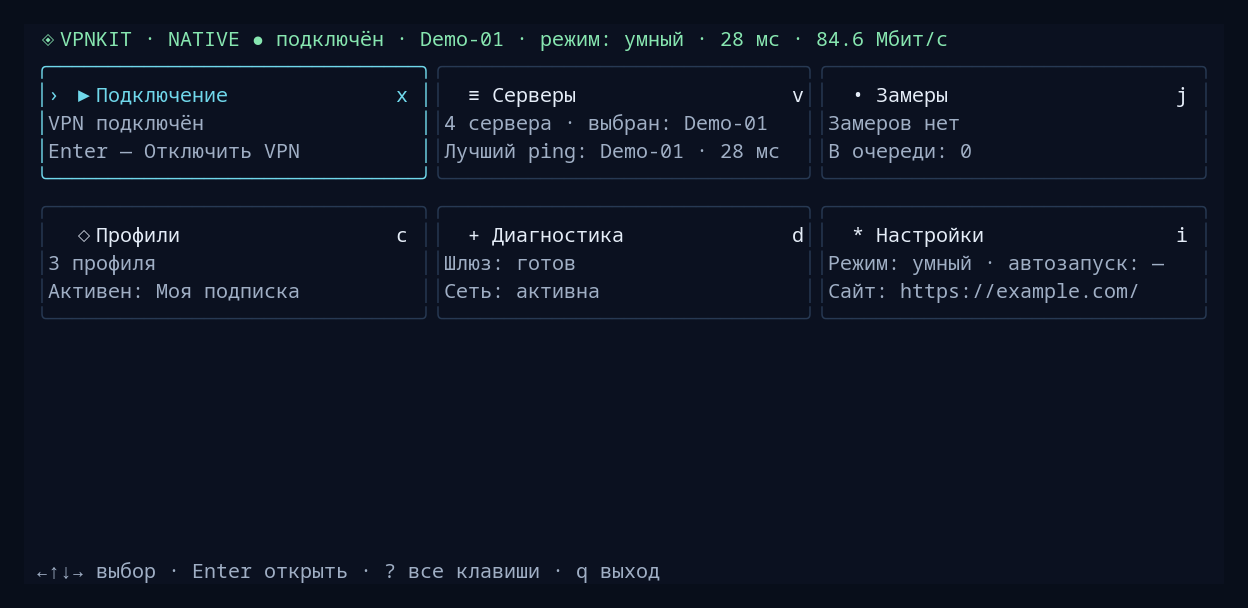 ◈ VPNKIT · NATIVE ● подключён · Demo-01 · режим: умный · 28 мс · 84.6 Мбит/с
› ▶ Подключение x
VPN подключён
Enter — Отключить VPN
≡ Серверы v
4 сервера · выбран: Demo-01
Лучший ping: Demo-01 · 28 мс
• Замеры j
Замеров нет
В очереди: 0
◇ Профили c
3 профиля
Активен: Моя подписка
+ Диагностика d
Шлюз: готов
Сеть: активна
* Настройки i
Режим: умный · автозапуск: —
Сайт: https://example.com/
←↑↓→ выбор · Enter открыть · ? все клавиши · q выход